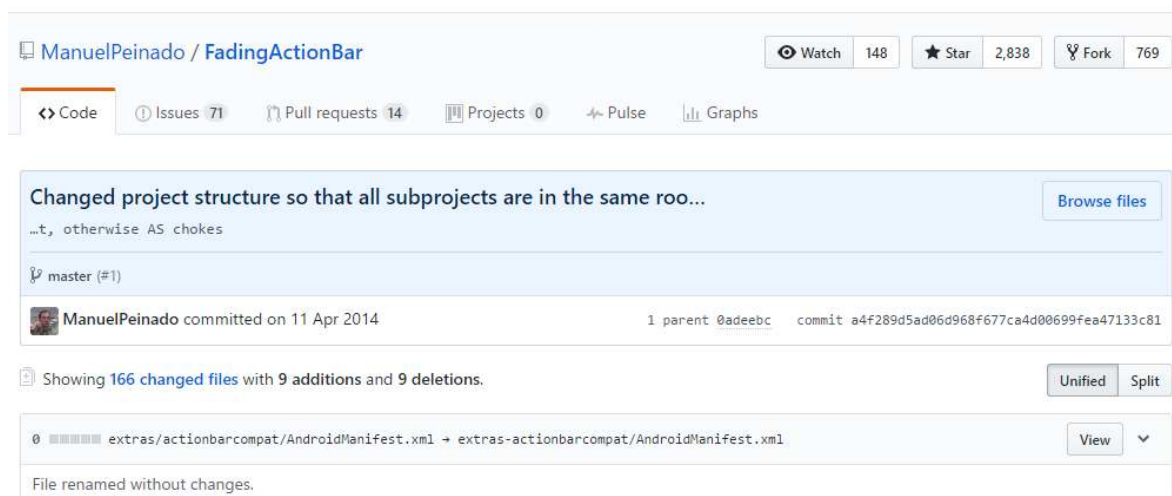 ManuelPeinado / FadingActionBar
Watch 148 Star 2,838 Fork 769
Code Issues 71 Pull requests 14 Projects 0 Pulse Graphs
Changed project structure so that all subprojects are in the same roo...
Browse files
…t, otherwise AS chokes
master (#1)
ManuelPeinado committed on 11 Apr 2014 1 parent 0adeebc commit a4f289d5ad06d968f677ca4d00699fea47133c81
Showing 166 changed files with 9 additions and 9 deletions. Unified Split
0 extras/actionbarcompat/AndroidManifest.xml → extras-actionbarcompat/AndroidManifest.xml View
File renamed without changes.